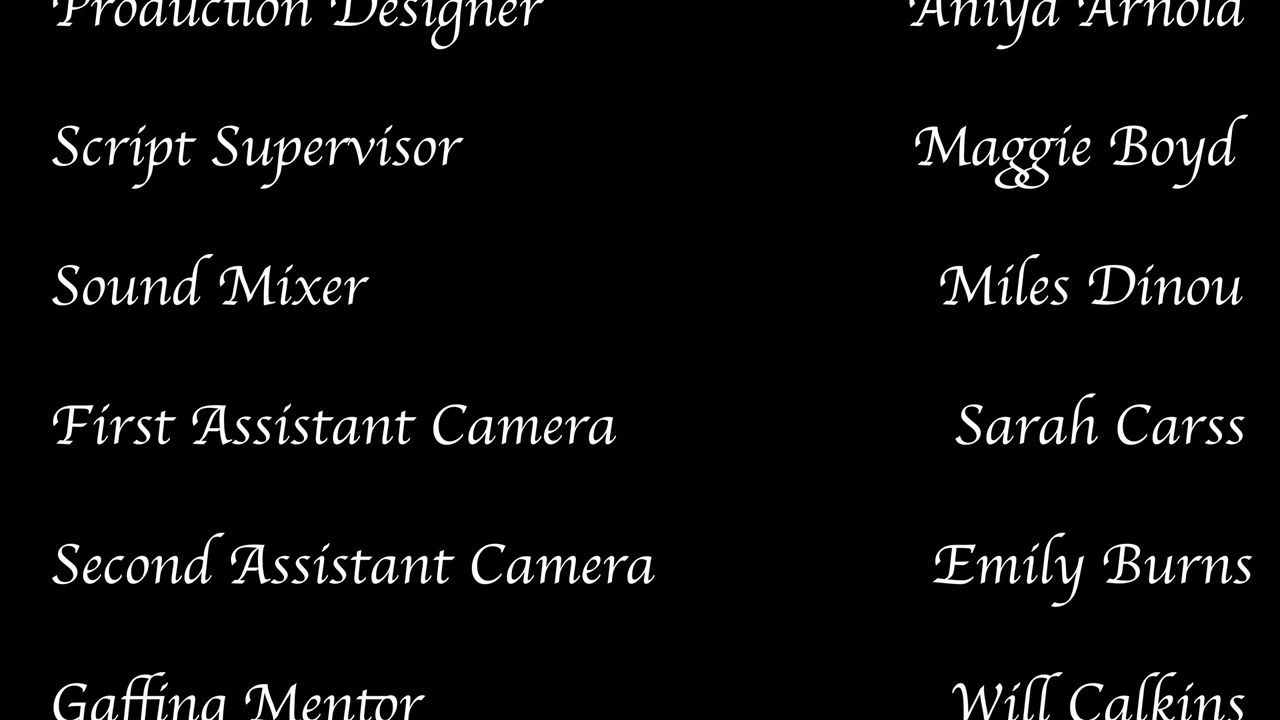 Production Designer Aniya Arnold
Script Supervisor Maggie Boyd
Sound Mixer Miles Dinou
First Assistant Camera Sarah Carss
Second Assistant Camera Emily Burns
Gaffing Mentor Will Calkins